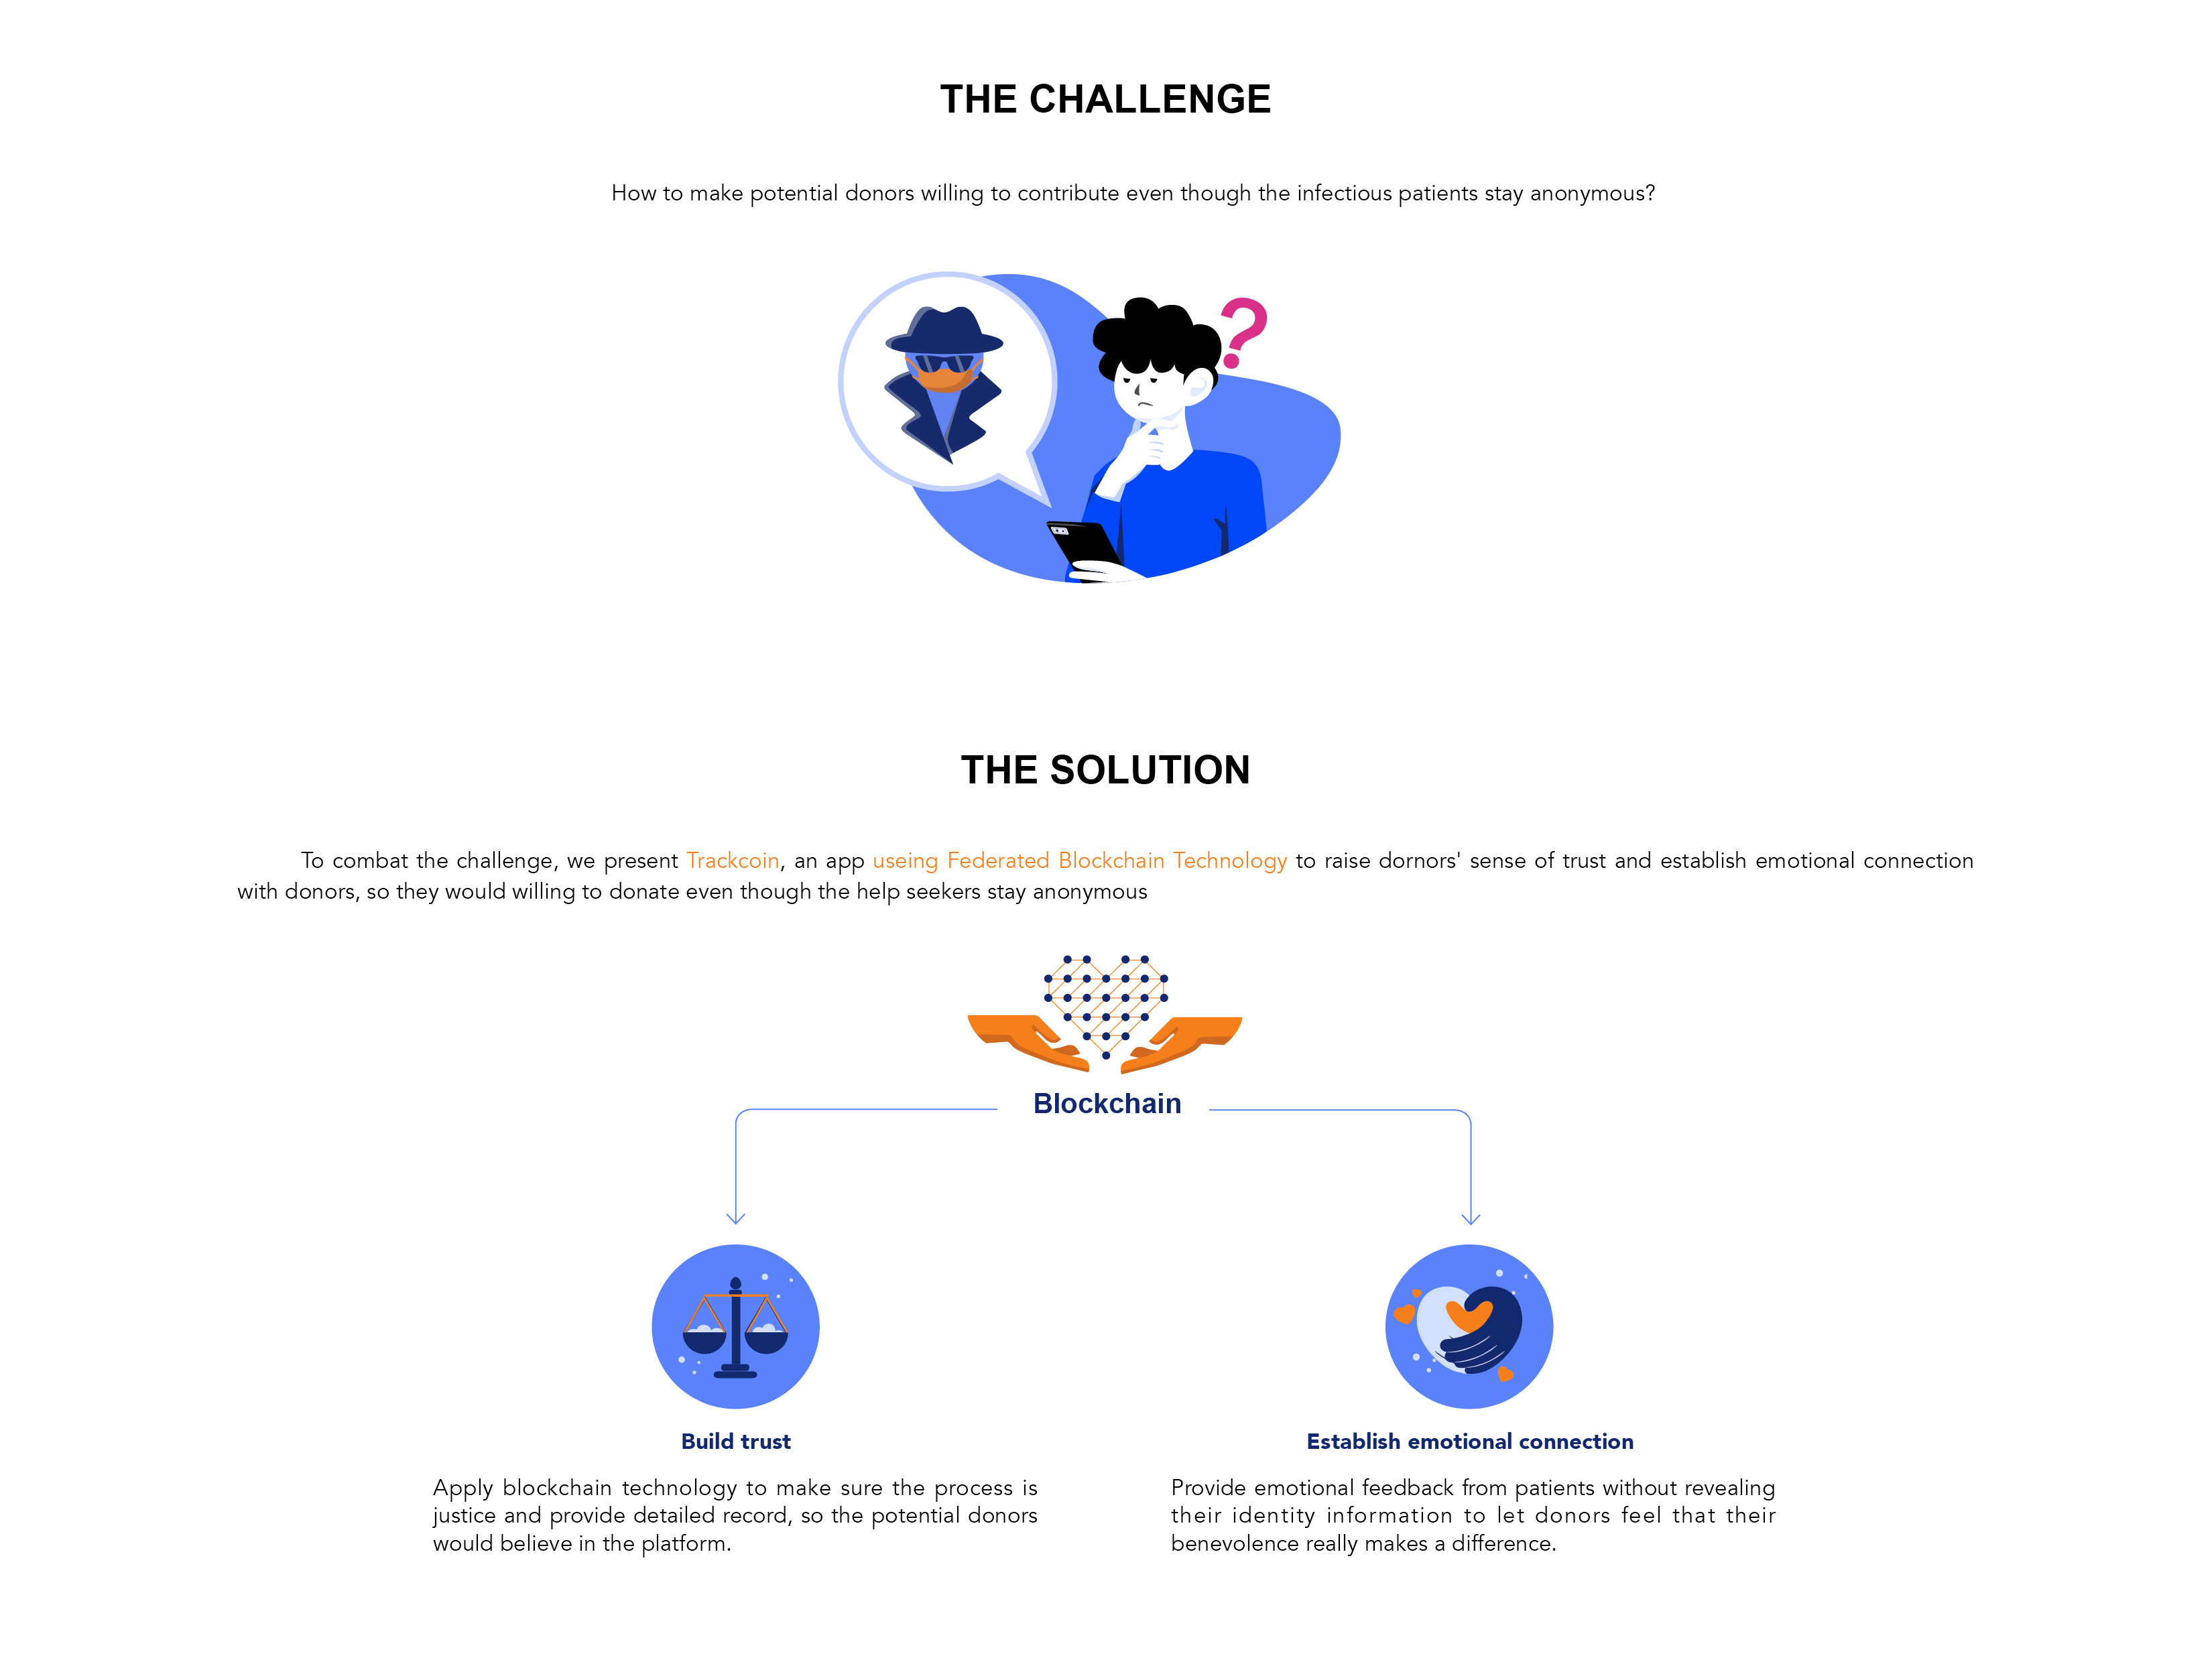 THE CHALLENGE
How to make potential donors willing to contribute even though the infectious patients stay anonymous?
?
THE SOLUTION
To combat the challenge, we present Trackcoin, an app useing Federated Blockchain Technology to raise dornors' sense of trust and establish emotional connection
with donors, so they would willing to donate even though the help seekers stay anonymous
Blockchain
Build trust
Apply blockchain technology to make sure the process is
justice and provide detailed record, so the potential donors
would believe in the platform.
Establish emotional connection
Provide emotional feedback from patients without revealing
their identity information to let donors feel that their
benevolence really makes a difference.